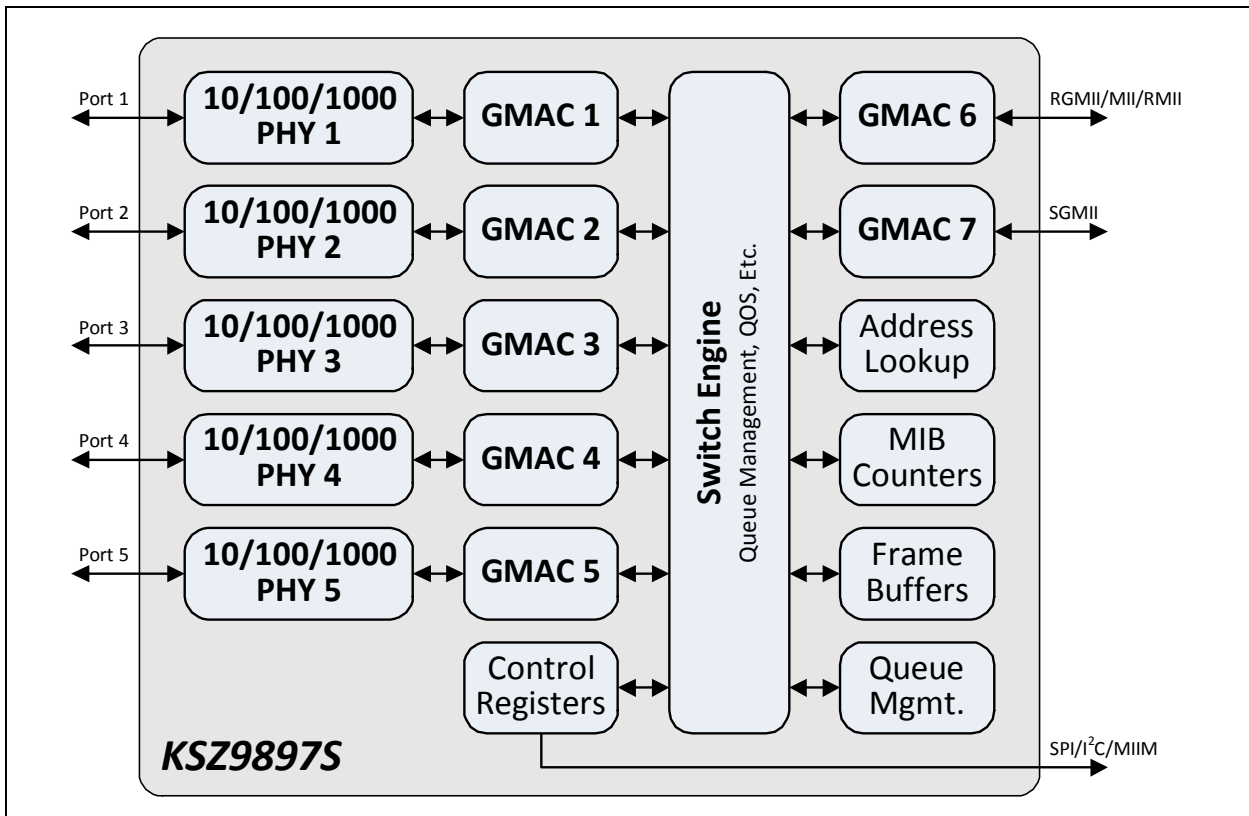 Port 1
10/100/1000
PHY 1
GMAC 1
GMAC 6
RGMII/MII/RMII
Port 2
10/100/1000
PHY 2
GMAC 2
GMAC 7
SGMII
Port 3
10/100/1000
PHY 3
GMAC 3
Switch Engine
Queue Management, QOS, Etc.
Address
Lookup
Port 4
10/100/1000
PHY 4
GMAC 4
MIB
Counters
Port 5
10/100/1000
PHY 5
GMAC 5
Frame
Buffers
Control
Registers
Queue
Mgmt.
KSZ9897S
SPI/I²C/MIIM